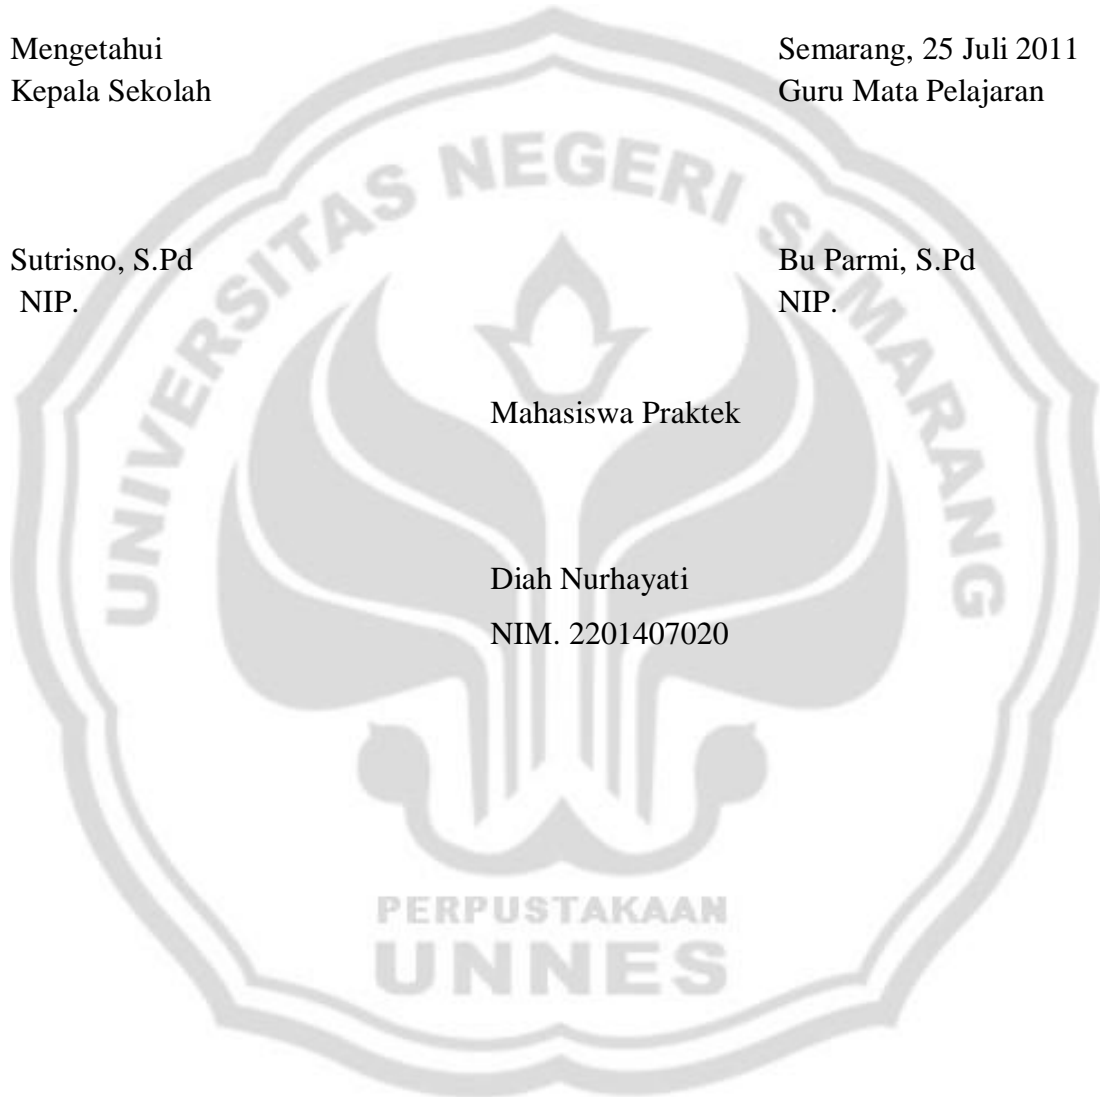 Mengetahui
Kepala Sekolah
Semarang, 25 Juli 2011
Guru Mata Pelajaran
Sutrisno, S.Pd
NIP.
Bu Parmi, S.Pd
NIP.
Mahasiswa Praktek
Diah Nurhayati
NIM. 2201407020
UNIVERSITAS NEGERI SEMARANG
PERPUSTAKAAN
UNNES